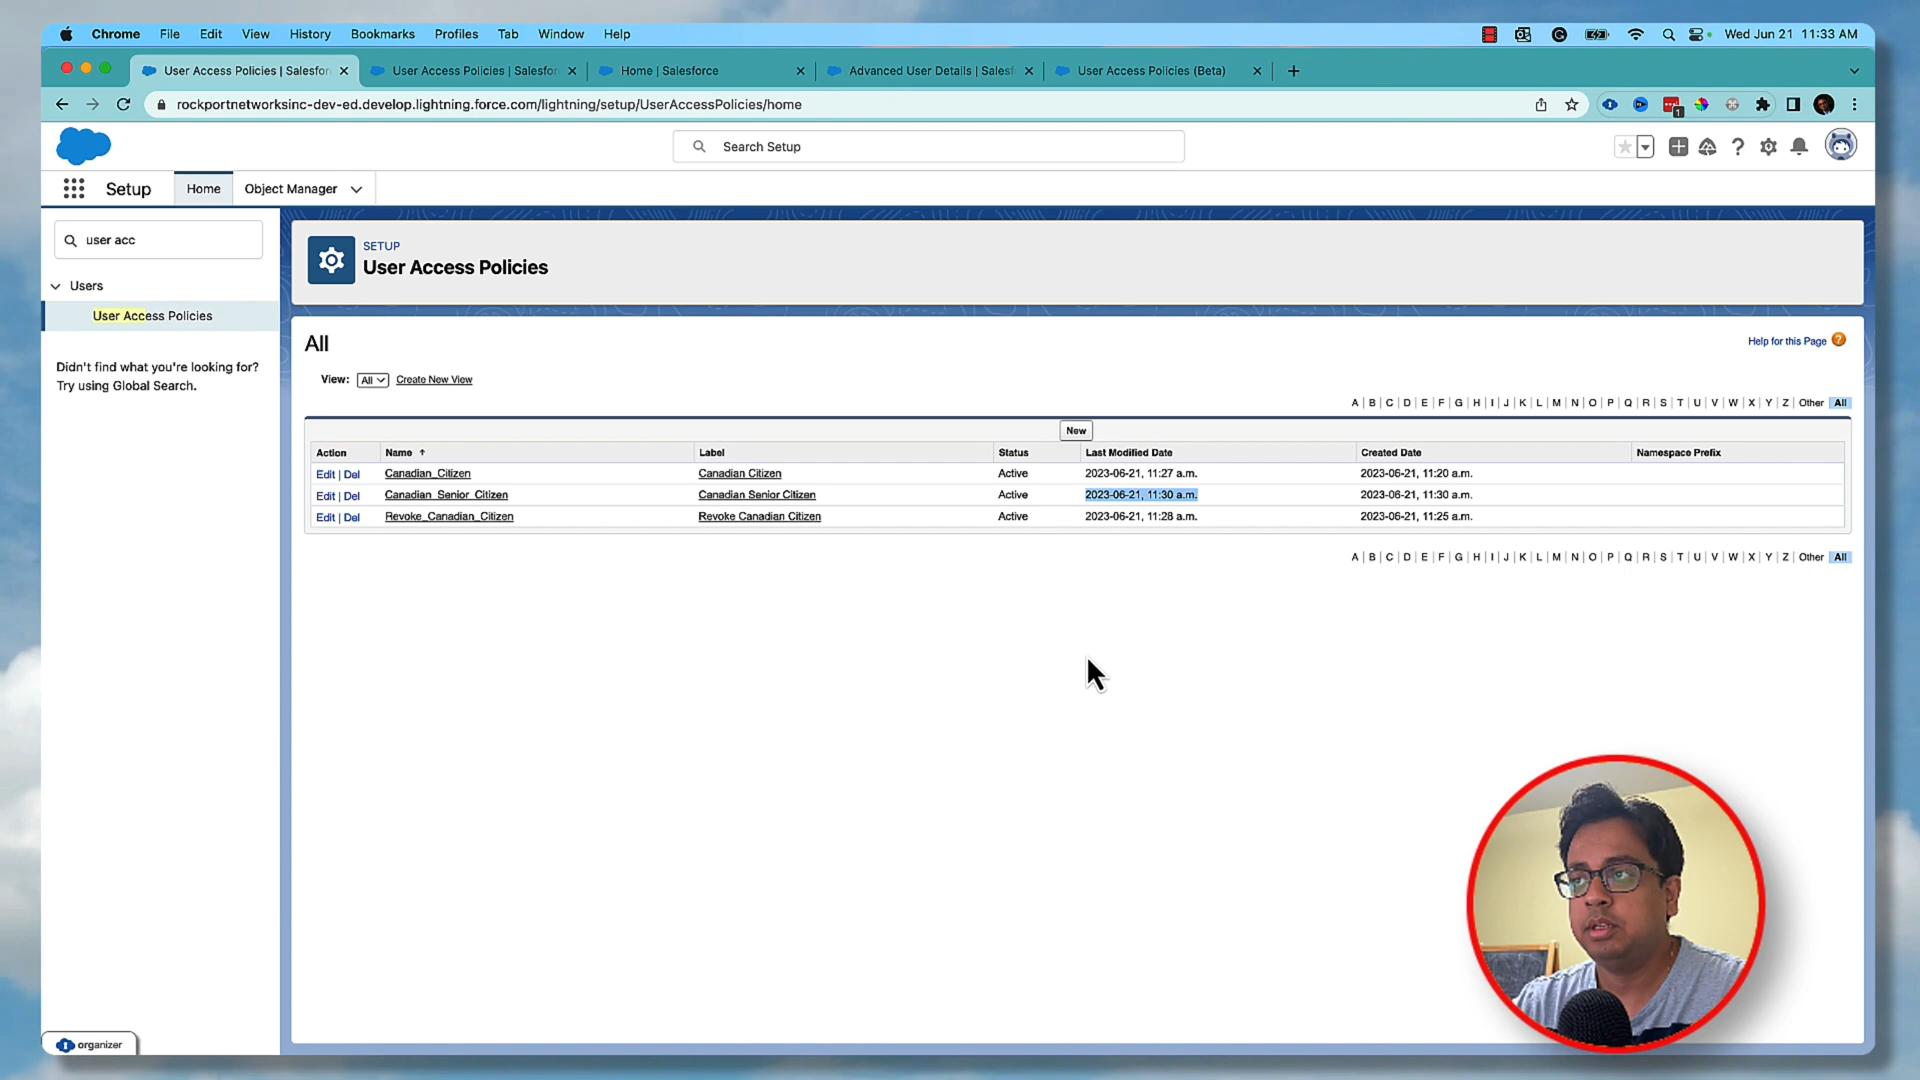 Chrome File Edit View History Bookmarks Profiles Tab Window Help Wed Jun 21 11:33 AM
User Access Policies | Salesfor User Access Policies | Salesfor Home | Salesforce Advanced User Details | Salesf User Access Policies (Beta)
rockportnetworksinc-dev-ed.develop.lightning.force.com/lightning/setup/UserAccessPolicies/home
Search Setup
Setup Home Object Manager
user acc
Users
User Access Policies
Didn't find what you're looking for?
Try using Global Search.
SETUP
User Access Policies
All
Help for this Page ?
View: All Create New View
A | B | C | D | E | F | G | H | I | J | K | L | M | N | O | P | Q | R | S | T | U | V | W | X | Y | Z | Other | All
New
Action Name Label Status Last Modified Date Created Date Namespace Prefix
Edit | Del Canadian_Citizen Canadian Citizen Active 2023-06-21, 11:27 a.m. 2023-06-21, 11:20 a.m.
Edit | Del Canadian_Senior_Citizen Canadian Senior Citizen Active 2023-06-21, 11:30 a.m. 2023-06-21, 11:30 a.m.
Edit | Del Revoke_Canadian_Citizen Revoke Canadian Citizen Active 2023-06-21, 11:28 a.m. 2023-06-21, 11:25 a.m.
A | B | C | D | E | F | G | H | I | J | K | L | M | N | O | P | Q | R | S | T | U | V | W | X | Y | Z | Other | All
organizer